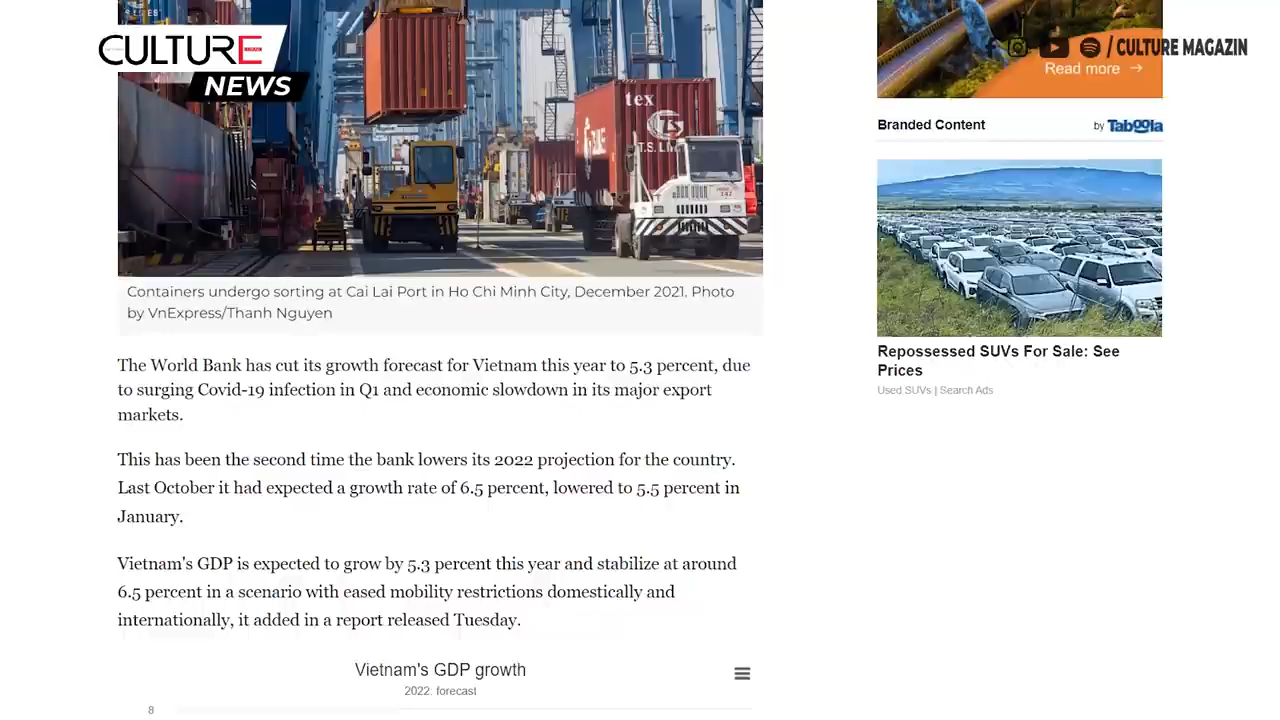 CULTURE
NEWS
/ CULTURE MAGAZIN
Read more →
tex
TS
T.S. LINES
Branded Content
by Taboola
Containers undergo sorting at Cai Lai Port in Ho Chi Minh City, December 2021. Photo
by VnExpress/Thanh Nguyen
The World Bank has cut its growth forecast for Vietnam this year to 5.3 percent, due
to surging Covid-19 infection in Q1 and economic slowdown in its major export
markets.
Repossessed SUVs For Sale: See
Prices
Used SUVs | Search Ads
This has been the second time the bank lowers its 2022 projection for the country.
Last October it had expected a growth rate of 6.5 percent, lowered to 5.5 percent in
January.
Vietnam's GDP is expected to grow by 5.3 percent this year and stabilize at around
6.5 percent in a scenario with eased mobility restrictions domestically and
internationally, it added in a report released Tuesday.
Vietnam's GDP growth
2022: forecast
8